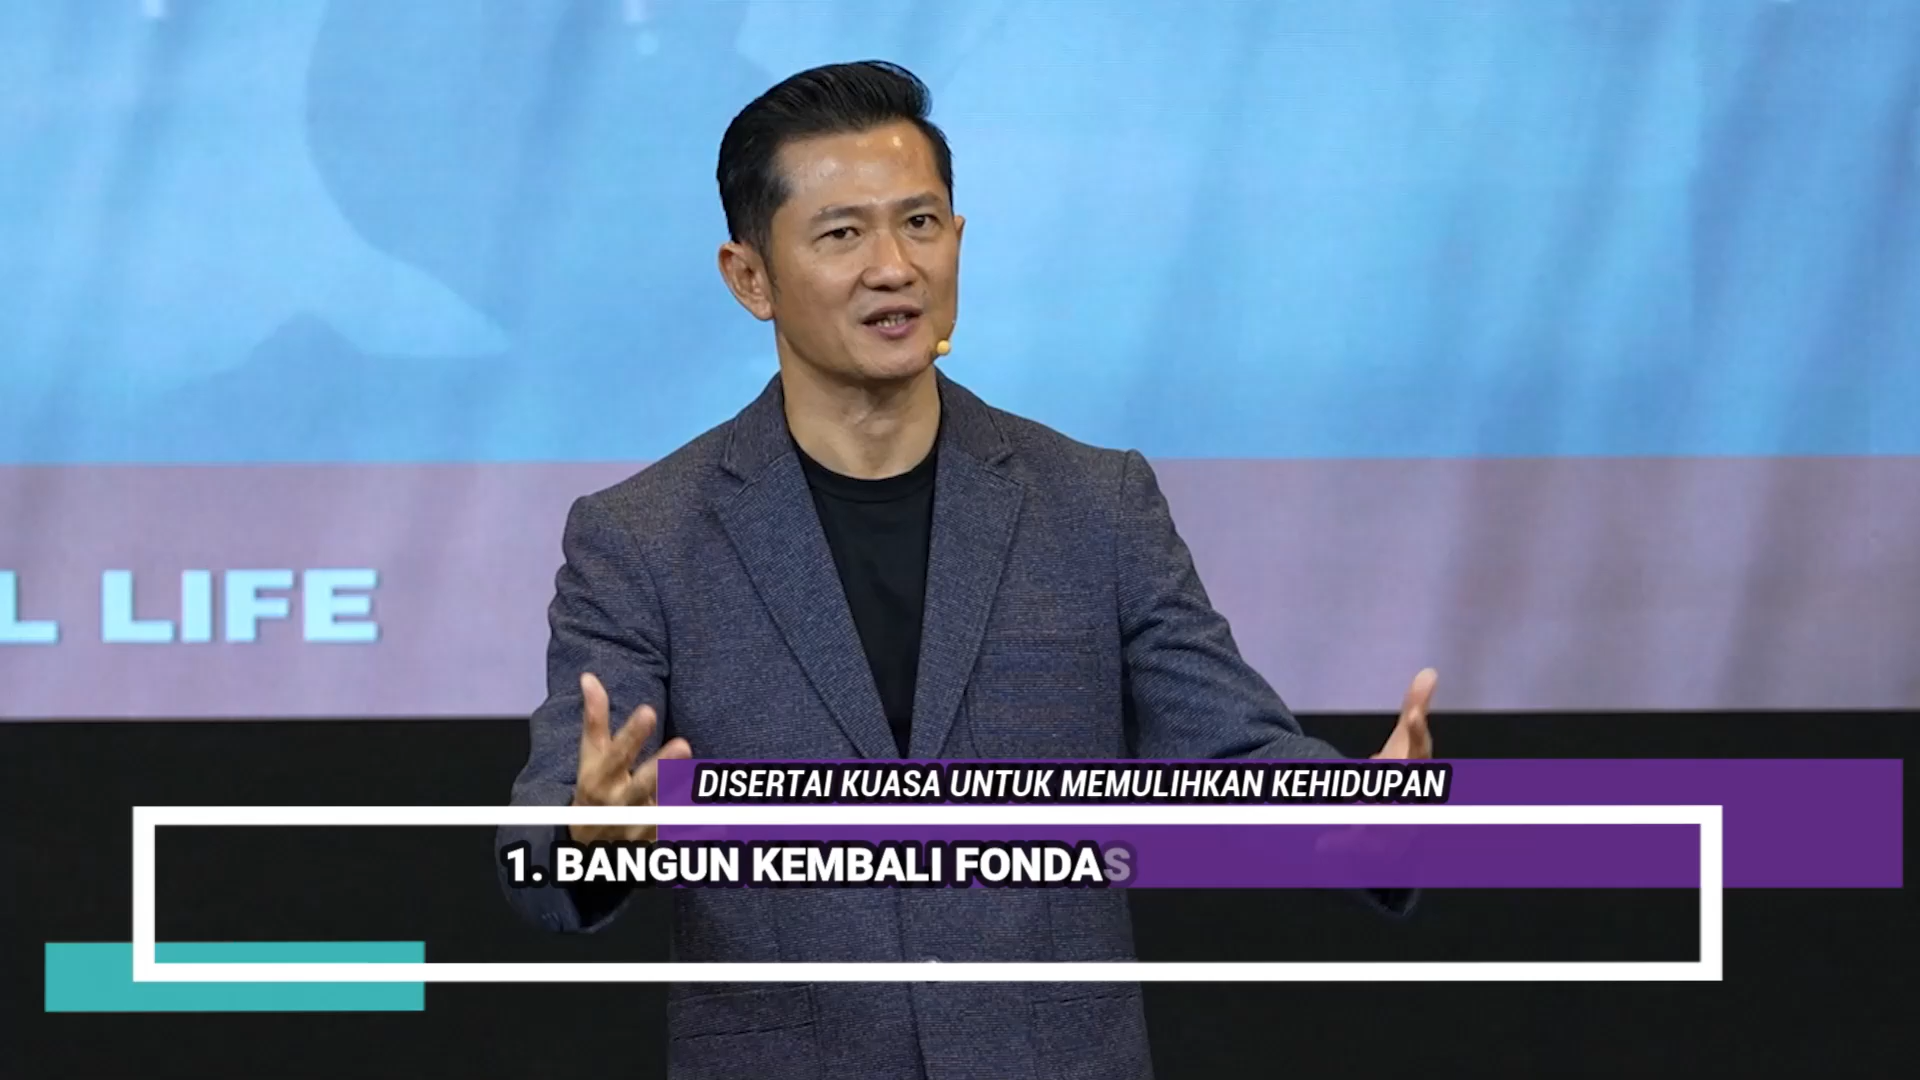 L LIFE
DISERTAI KUASA UNTUK MEMULIHKAN KEHIDUPAN
1. BANGUN KEMBALI FONDAS